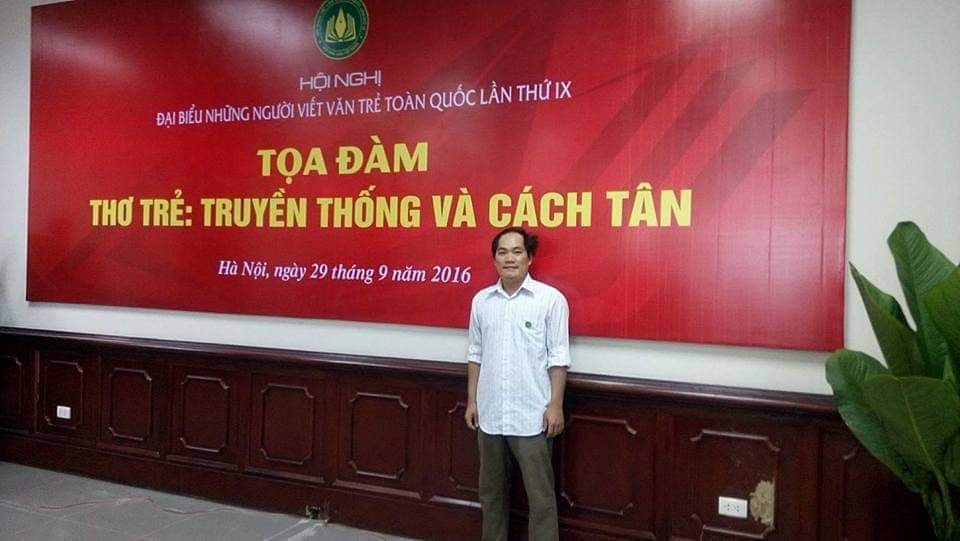 HỘI NGHỊ
ĐẠI BIỂU NHỮNG NGƯỜI VIẾT VĂN TRẺ TOÀN QUỐC LẦN THỨ IX
TỌA ĐÀM
THƠ TRẺ: TRUYỀN THỐNG VÀ CÁCH TÂN
Hà Nội, ngày 29 tháng 9 năm 2016